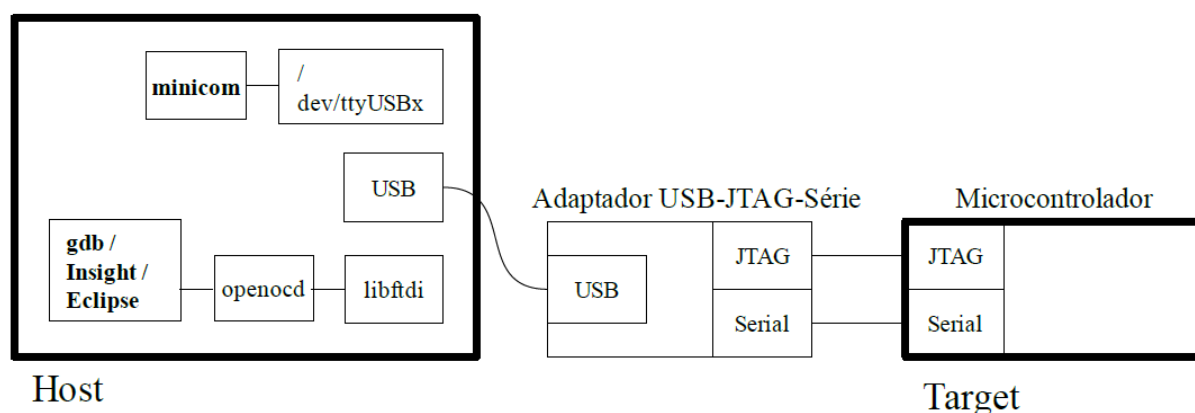 minicom
/
dev/ttyUSBx
USB
gdb /
Insight /
Eclipse
openocd
libftdi
Host
Adaptador USB-JTAG-Série
USB
JTAG
Serial
Microcontrolador
JTAG
Serial
Target